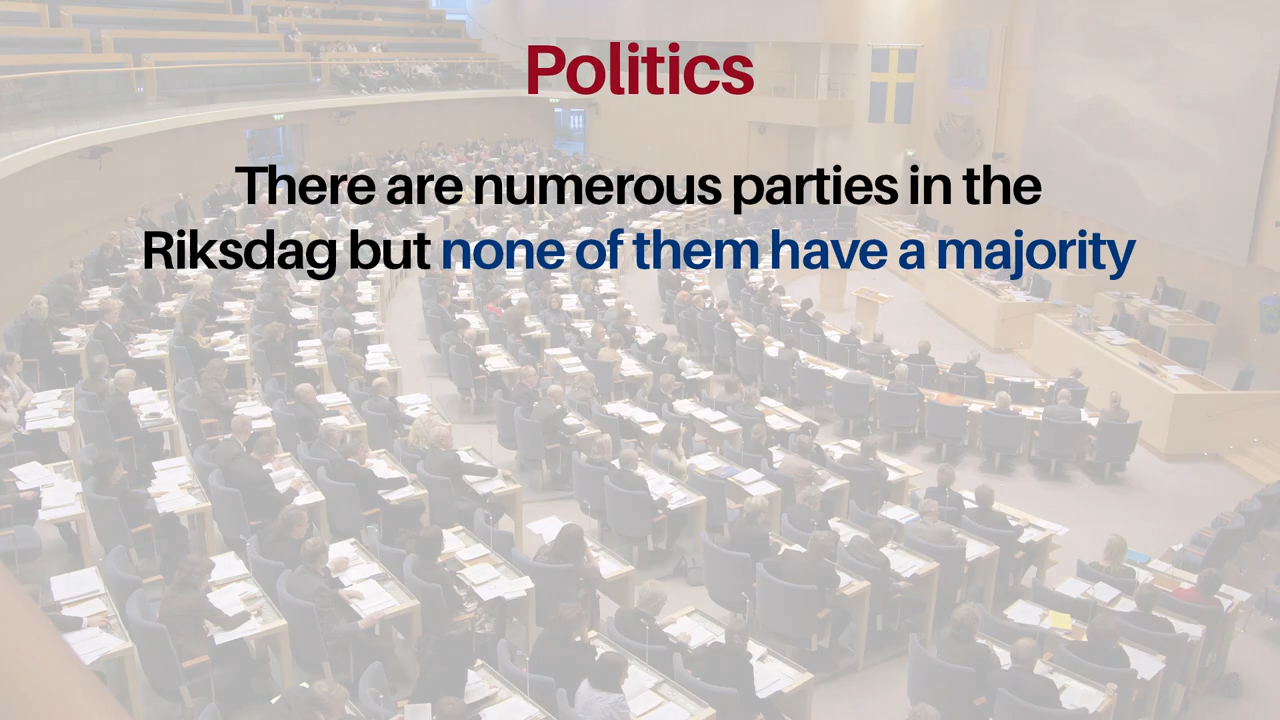 Politics
There are numerous parties in the
Riksdag but none of them have a majority